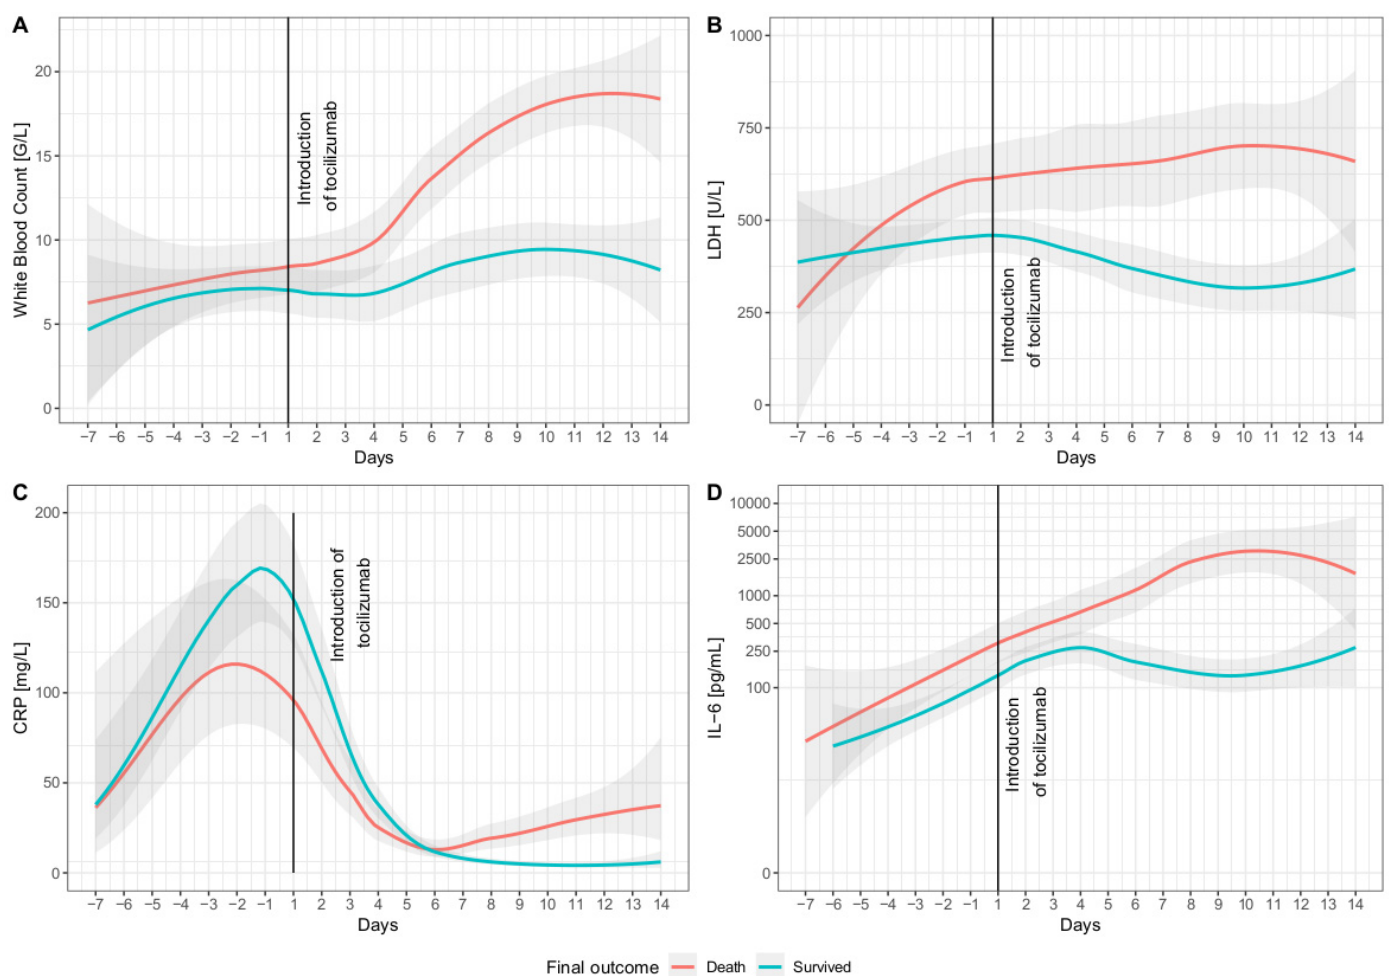 A
White Blood Count [G/L]
20
15
10
5
0
Introduction
of tocilizumab
−7 −6 −5 −4 −3 −2 −1 1 2 3 4 5 6 7 8 9 10 11 12 13 14
Days
B
LDH [U/L]
1000
750
500
250
0
Introduction
of tocilizumab
−7 −6 −5 −4 −3 −2 −1 1 2 3 4 5 6 7 8 9 10 11 12 13 14
Days
C
CRP [mg/L]
200
150
100
50
0
Introduction of
tocilizumab
−7 −6 −5 −4 −3 −2 −1 1 2 3 4 5 6 7 8 9 10 11 12 13 14
Days
D
IL−6 [pg/mL]
10000
5000
2500
1000
500
250
100
0
Introduction
of tocilizumab
−7 −6 −5 −4 −3 −2 −1 1 2 3 4 5 6 7 8 9 10 11 12 13 14
Days
Final outcome Death Survived